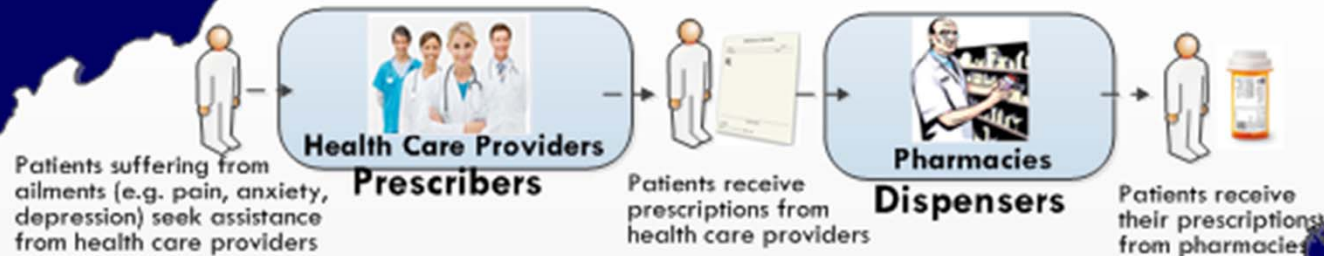 Patients suffering from
ailments (e.g. pain, anxiety,
depression) seek assistance
from health care providers
Health Care Providers
Prescribers
Patients receive
prescriptions from
health care providers
Pharmacies
Dispensers
Patients receive
their prescriptions
from pharmacies